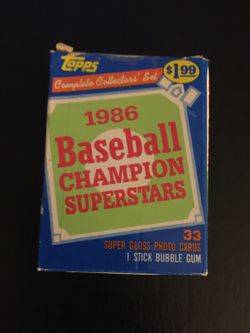 Topps
Complete Collectors' Set
$1.99
1986
Baseball
CHAMPION
SUPERSTARS
33
SUPER GLOSS PHOTO CARDS
1 STICK BUBBLE GUM